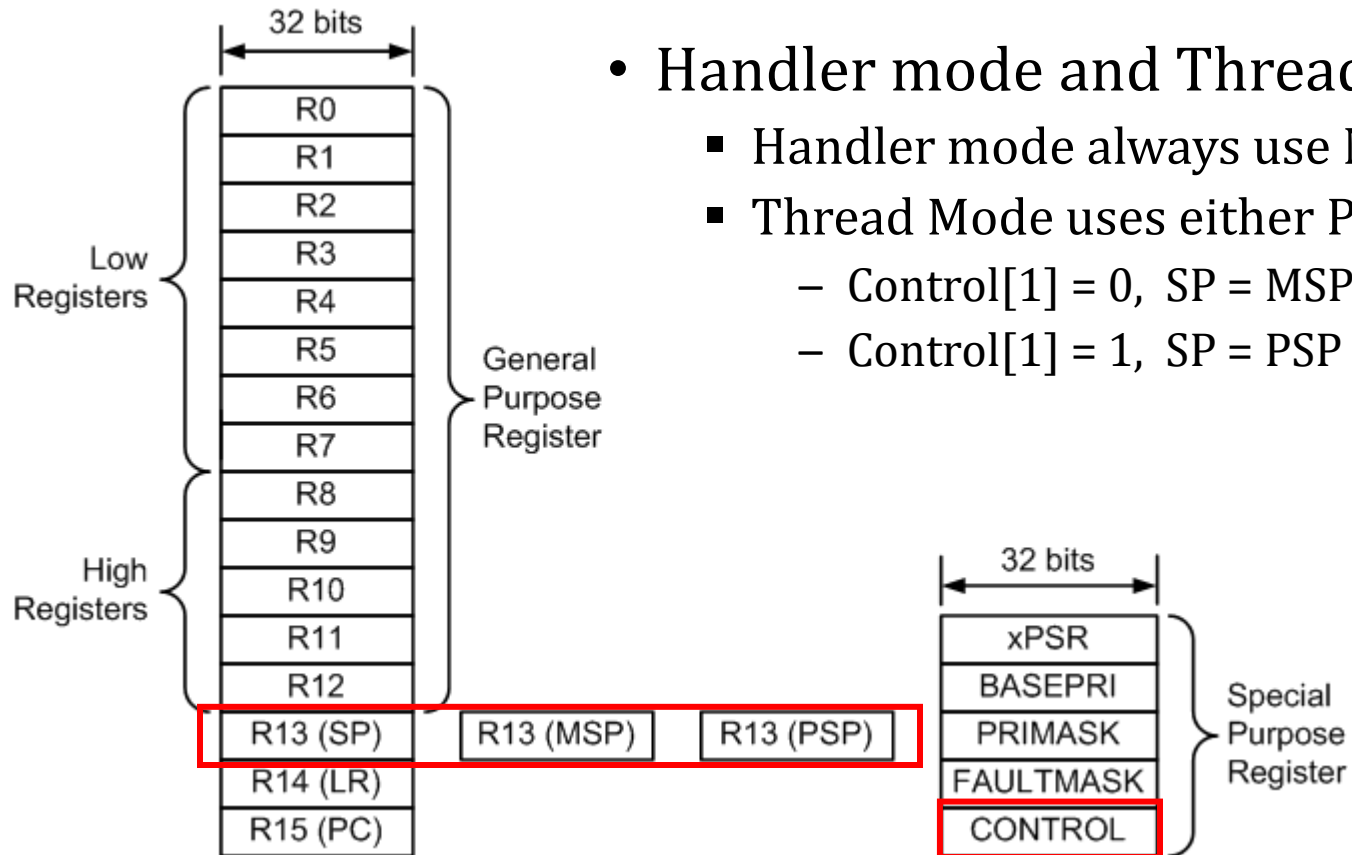 32 bits
R0
R1
R2
R3
R4
R5
R6
R7
R8
R9
R10
R11
R12
R13 (SP)
R14 (LR)
R15 (PC)
Low
Registers
High
Registers
General
Purpose
Register
R13 (MSP)
R13 (PSP)
• Handler mode and Thread
▪ Handler mode always use
▪ Thread Mode uses either P
– Control[1] = 0, SP = MSP
– Control[1] = 1, SP = PSP
32 bits
xPSR
BASEPRI
PRIMASK
FAULTMASK
CONTROL
Special
Purpose
Register